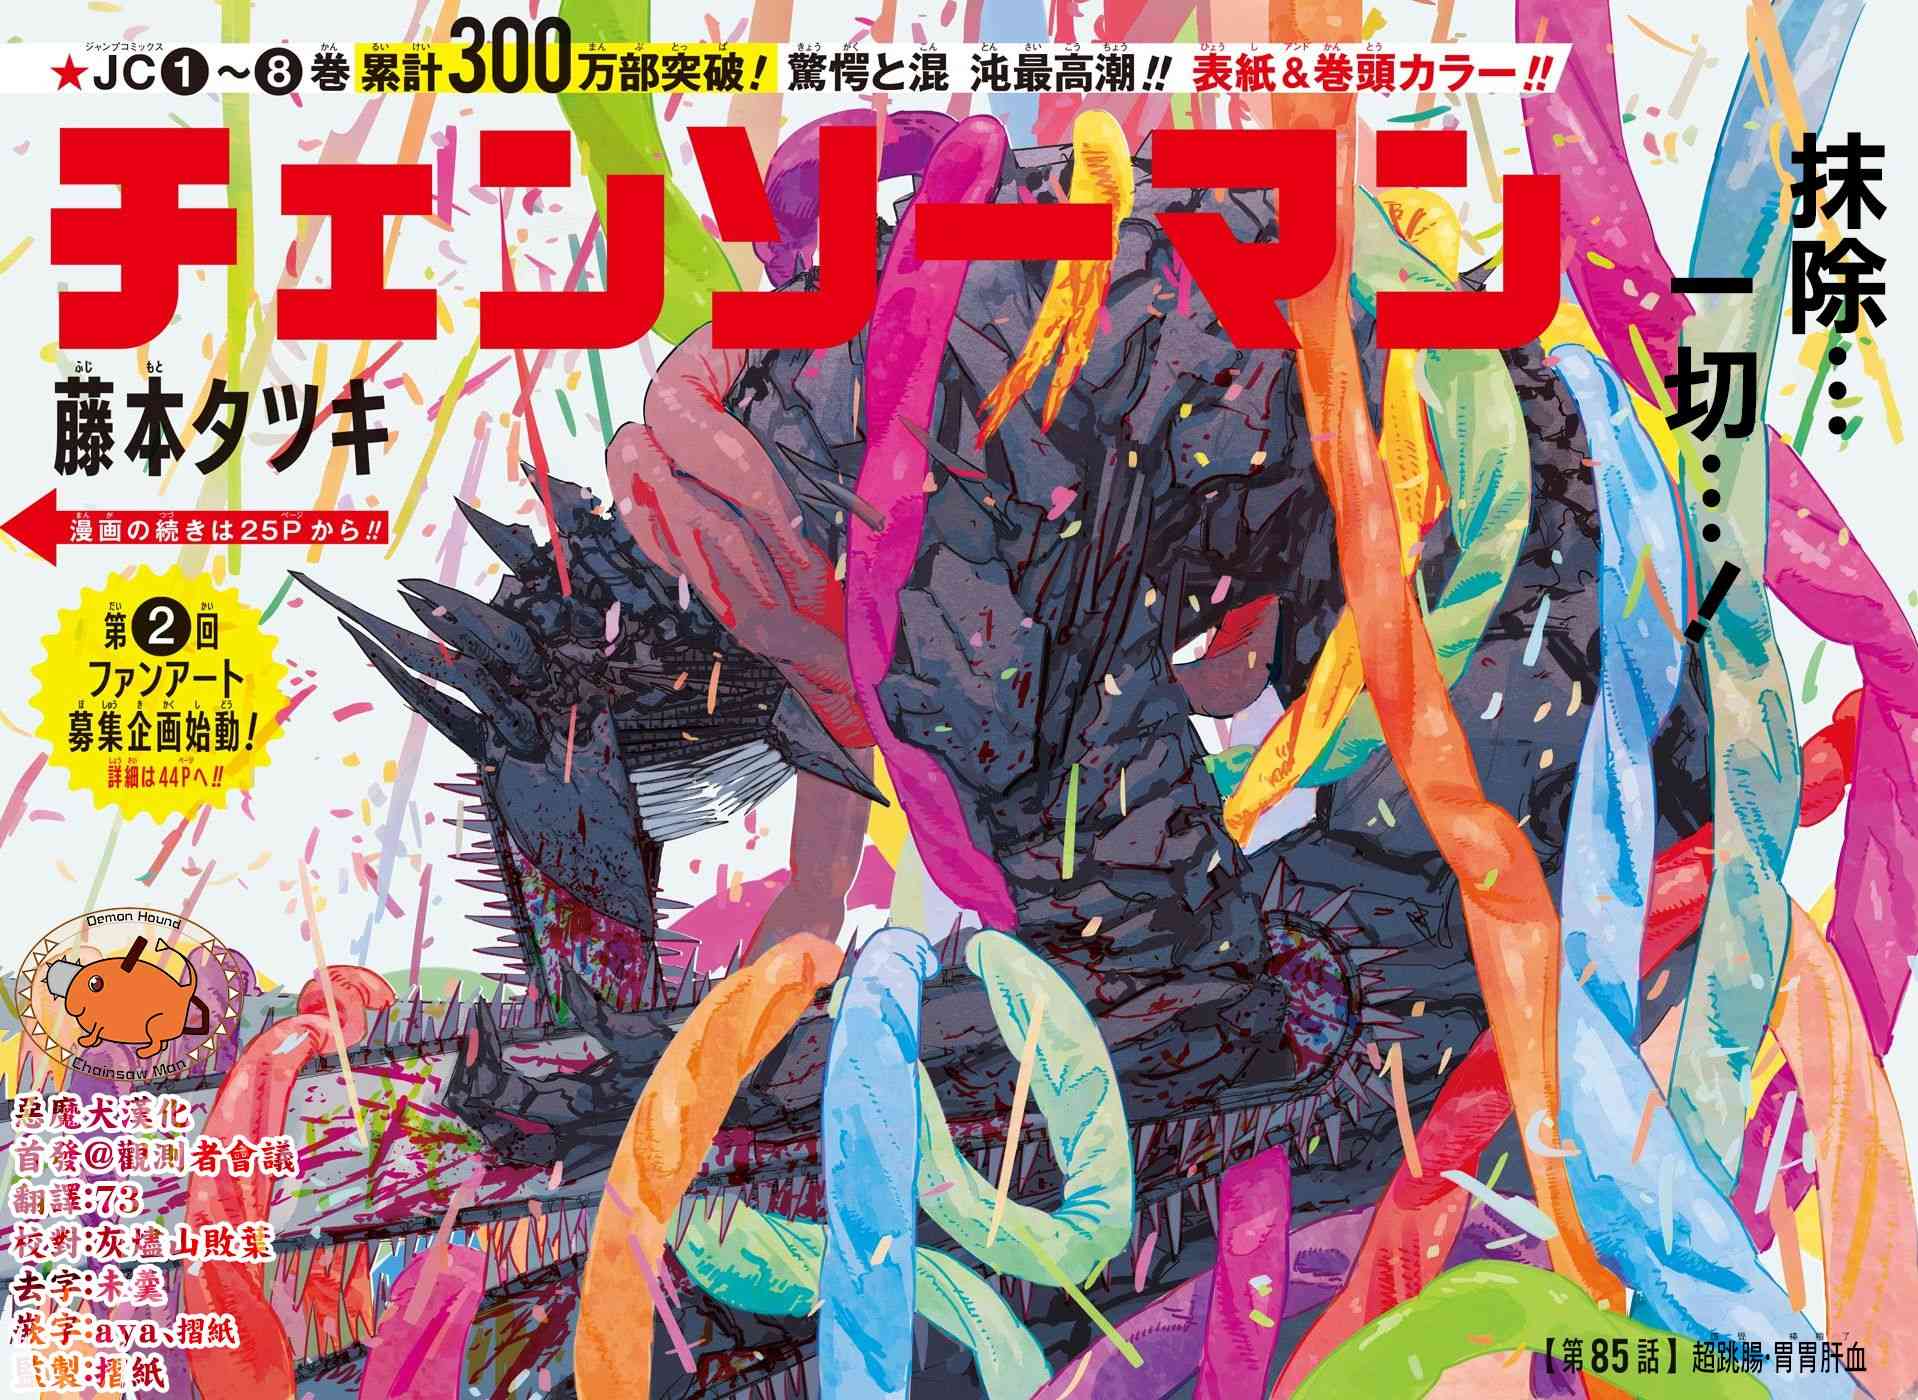 ★JC❶～❽巻累計300万部突破！驚愕と混沌最高潮‼表紙＆巻頭カラー‼
チェンソーマン
抹除…
一切……！
藤本タツキ
漫画の続きは25Pから‼
第❷回
ファンアート
募集企画始動！
詳細は44Pへ‼
Demon Hound
Chainsaw Man
惡魔犬漢化
首發@觀測者會議
翻譯:73
校對:灰燼山敗葉
去字:未羹
嵌字:aya、摺紙
監製:摺紙
【第85話】超跳腸・胃胃肝血